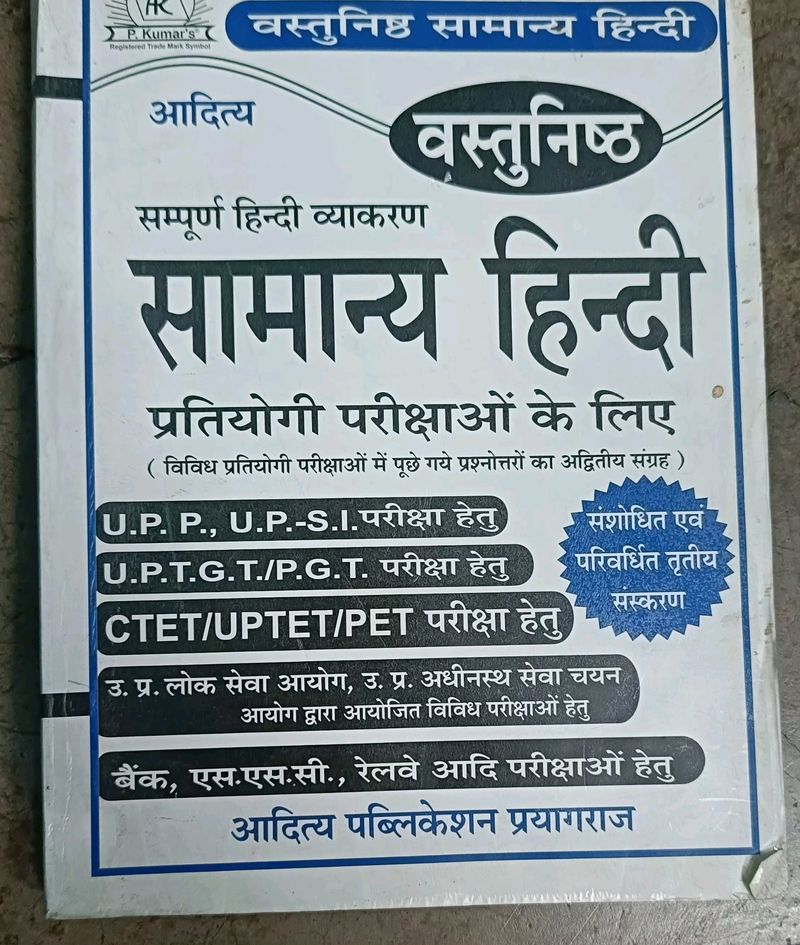 AK
P. Kumar's®
Registered Trade Mark Symbol
वस्तुनिष्ठ सामान्य हिन्दी
आदित्य
वस्तुनिष्ठ
सम्पूर्ण हिन्दी व्याकरण
सामान्य हिन्दी
प्रतियोगी परीक्षाओं के लिए
( विविध प्रतियोगी परीक्षाओं में पूछे गये प्रश्नोत्तरों का अद्वितीय संग्रह )
U.P. P., U.P.-S.I.परीक्षा हेतु
U.P.T.G.T./P.G.T. परीक्षा हेतु
CTET/UPTET/PET परीक्षा हेतु
संशोधित एवं
परिवर्धित तृतीय
संस्करण
उ. प्र. लोक सेवा आयोग, उ. प्र. अधीनस्थ सेवा चयन
आयोग द्वारा आयोजित विविध परीक्षाओं हेतु
बैंक, एस.एस.सी., रेलवे आदि परीक्षाओं हेतु
आदित्य पब्लिकेशन प्रयागराज